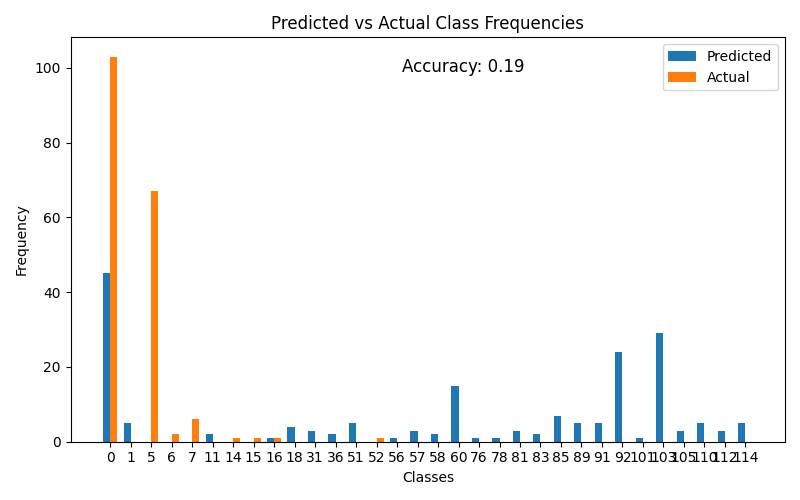 Predicted vs Actual Class Frequencies
Accuracy: 0.19
Predicted
Actual
Frequency
100
80
60
40
20
0
0 1 5 6 7 11 14 15 16 18 31 36 51 52 56 57 58 60 76 78 81 83 85 89 91 92 101 103 105 110 112 114
Classes